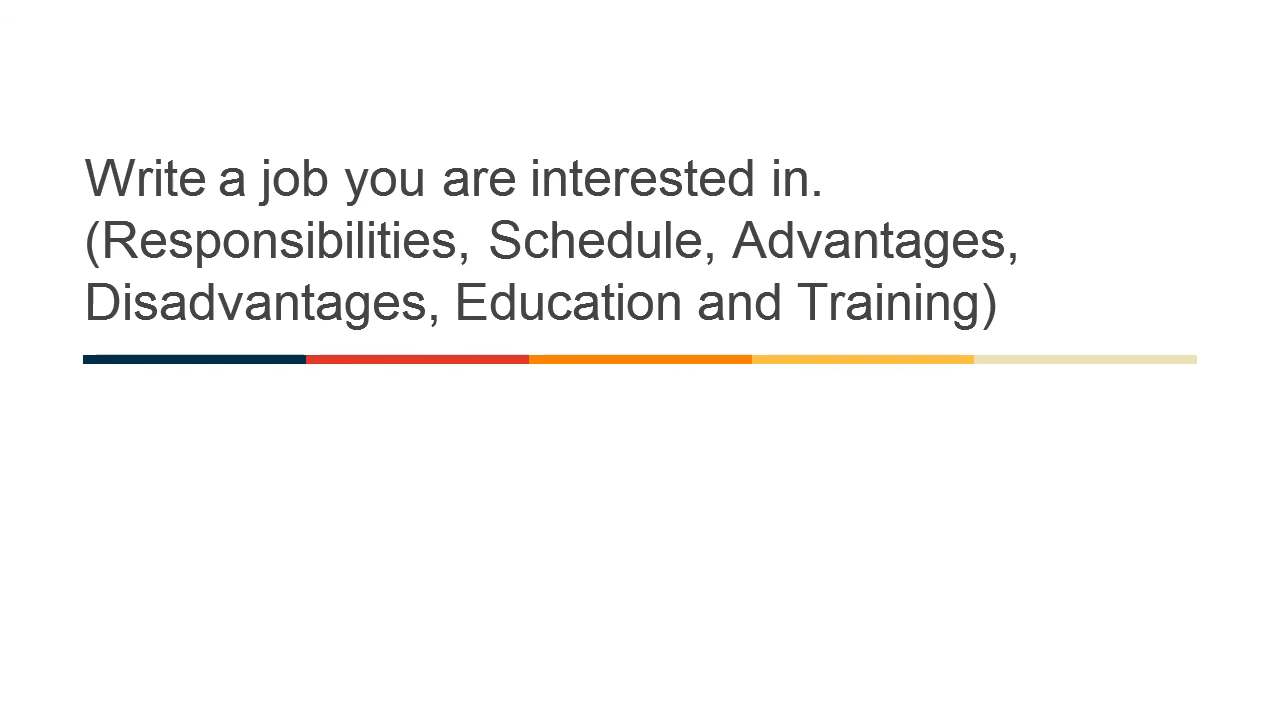 Write a job you are interested in.
(Responsibilities, Schedule, Advantages,
Disadvantages, Education and Training)